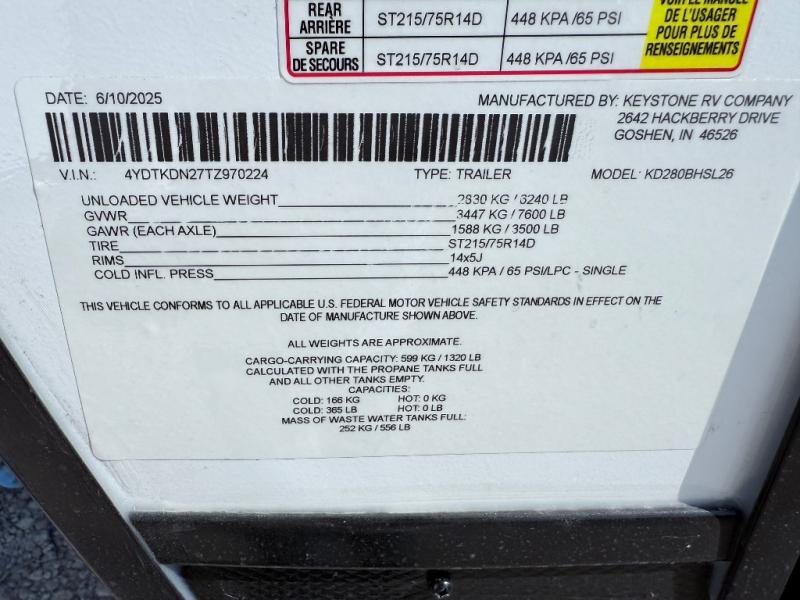 REAR
ARRIÈRE
ST215/75R14D
448 KPA /65 PSI
SPARE
DE SECOURS
ST215/75R14D
448 KPA /65 PSI
VOIR LE MANUEL
DE L'USAGER
POUR PLUS DE
RENSEIGNEMENTS
DATE: 6/10/2025
MANUFACTURED BY: KEYSTONE RV COMPANY
2642 HACKBERRY DRIVE
GOSHEN, IN 46526
V.I.N.: 4YDTKDN27TZ970224 TYPE: TRAILER MODEL: KD280BHSL26
UNLOADED VEHICLE WEIGHT 2830 KG / 6240 LB
GVWR 3447 KG / 7600 LB
GAWR (EACH AXLE) 1588 KG / 3500 LB
TIRE ST215/75R14D
RIMS 14x5J
COLD INFL. PRESS 448 KPA / 65 PSI/LPC - SINGLE
THIS VEHICLE CONFORMS TO ALL APPLICABLE U.S. FEDERAL MOTOR VEHICLE SAFETY STANDARDS IN EFFECT ON THE
DATE OF MANUFACTURE SHOWN ABOVE.
ALL WEIGHTS ARE APPROXIMATE.
CARGO-CARRYING CAPACITY: 599 KG / 1320 LB
CALCULATED WITH THE PROPANE TANKS FULL
AND ALL OTHER TANKS EMPTY.
CAPACITIES:
COLD: 166 KG HOT: 0 KG
COLD: 365 LB HOT: 0 LB
MASS OF WASTE WATER TANKS FULL:
252 KG / 556 LB